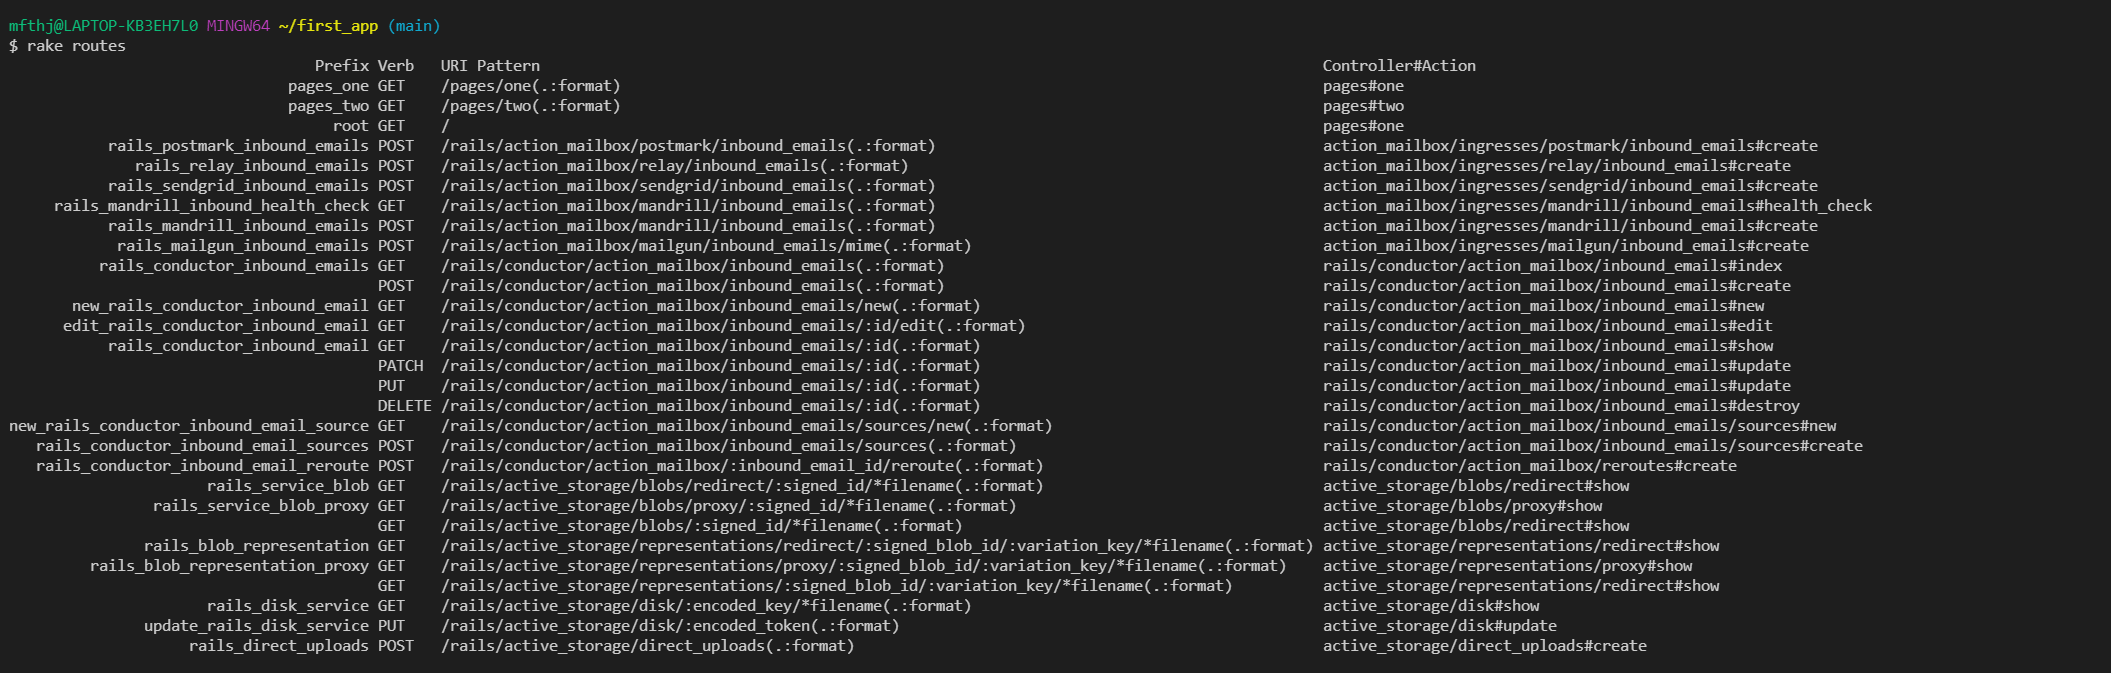 mfthj@LAPTOP-KB3EH7L0 MINGW64 ~/first_app (main)
$ rake routes
Prefix Verb URI Pattern Controller#Action
pages_one GET /pages/one(.:format) pages#one
pages_two GET /pages/two(.:format) pages#two
root GET / pages#one
rails_postmark_inbound_emails POST /rails/action_mailbox/postmark/inbound_emails(.:format) action_mailbox/ingresses/postmark/inbound_emails#create
rails_relay_inbound_emails POST /rails/action_mailbox/relay/inbound_emails(.:format) action_mailbox/ingresses/relay/inbound_emails#create
rails_sendgrid_inbound_emails POST /rails/action_mailbox/sendgrid/inbound_emails(.:format) action_mailbox/ingresses/sendgrid/inbound_emails#create
rails_mandrill_inbound_health_check GET /rails/action_mailbox/mandrill/inbound_emails(.:format) action_mailbox/ingresses/mandrill/inbound_emails#health_check
rails_mandrill_inbound_emails POST /rails/action_mailbox/mandrill/inbound_emails(.:format) action_mailbox/ingresses/mandrill/inbound_emails#create
rails_mailgun_inbound_emails POST /rails/action_mailbox/mailgun/inbound_emails/mime(.:format) action_mailbox/ingresses/mailgun/inbound_emails#create
rails_conductor_inbound_emails GET /rails/conductor/action_mailbox/inbound_emails(.:format) rails/conductor/action_mailbox/inbound_emails#index
POST /rails/conductor/action_mailbox/inbound_emails(.:format) rails/conductor/action_mailbox/inbound_emails#create
new_rails_conductor_inbound_email GET /rails/conductor/action_mailbox/inbound_emails/new(.:format) rails/conductor/action_mailbox/inbound_emails#new
edit_rails_conductor_inbound_email GET /rails/conductor/action_mailbox/inbound_emails/:id/edit(.:format) rails/conductor/action_mailbox/inbound_emails#edit
rails_conductor_inbound_email GET /rails/conductor/action_mailbox/inbound_emails/:id(.:format) rails/conductor/action_mailbox/inbound_emails#show
PATCH /rails/conductor/action_mailbox/inbound_emails/:id(.:format) rails/conductor/action_mailbox/inbound_emails#update
PUT /rails/conductor/action_mailbox/inbound_emails/:id(.:format) rails/conductor/action_mailbox/inbound_emails#update
DELETE /rails/conductor/action_mailbox/inbound_emails/:id(.:format) rails/conductor/action_mailbox/inbound_emails#destroy
new_rails_conductor_inbound_email_source GET /rails/conductor/action_mailbox/inbound_emails/sources/new(.:format) rails/conductor/action_mailbox/inbound_emails/sources#new
rails_conductor_inbound_email_sources POST /rails/conductor/action_mailbox/inbound_emails/sources(.:format) rails/conductor/action_mailbox/inbound_emails/sources#create
rails_conductor_inbound_email_reroute POST /rails/conductor/action_mailbox/:inbound_email_id/reroute(.:format) rails/conductor/action_mailbox/reroutes#create
rails_service_blob GET /rails/active_storage/blobs/redirect/:signed_id/*filename(.:format) active_storage/blobs/redirect#show
rails_service_blob_proxy GET /rails/active_storage/blobs/proxy/:signed_id/*filename(.:format) active_storage/blobs/proxy#show
GET /rails/active_storage/blobs/:signed_id/*filename(.:format) active_storage/blobs/redirect#show
rails_blob_representation GET /rails/active_storage/representations/redirect/:signed_blob_id/:variation_key/*filename(.:format) active_storage/representations/redirect#show
rails_blob_representation_proxy GET /rails/active_storage/representations/proxy/:signed_blob_id/:variation_key/*filename(.:format) active_storage/representations/proxy#show
GET /rails/active_storage/representations/:signed_blob_id/:variation_key/*filename(.:format) active_storage/representations/redirect#show
rails_disk_service GET /rails/active_storage/disk/:encoded_key/*filename(.:format) active_storage/disk#show
update_rails_disk_service PUT /rails/active_storage/disk/:encoded_token(.:format) active_storage/disk#update
rails_direct_uploads POST /rails/active_storage/direct_uploads(.:format) active_storage/direct_uploads#create